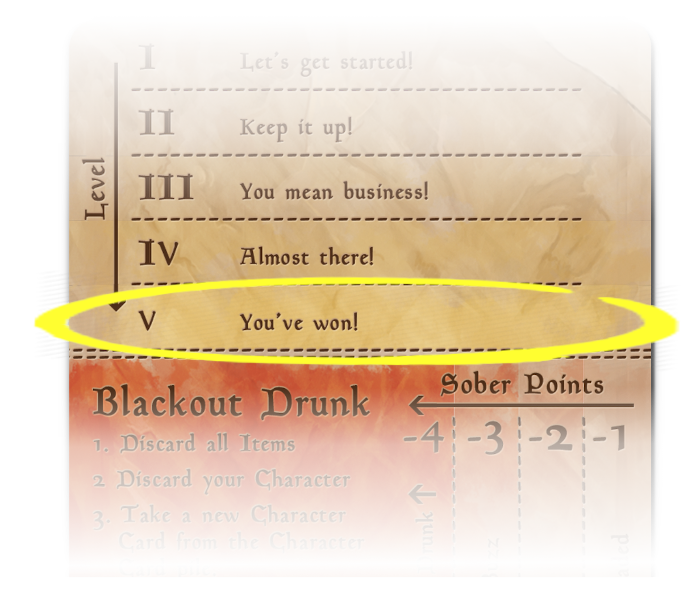 I Let's get started!
II Keep it up!
III You mean business!
Level
IV Almost there!
V You've won!
Blackout Drunk
Sober Points
-4 -3 -2 -1
1. Discard all Items
2 Discard your Character
3. Take a new Character
Card from the Character